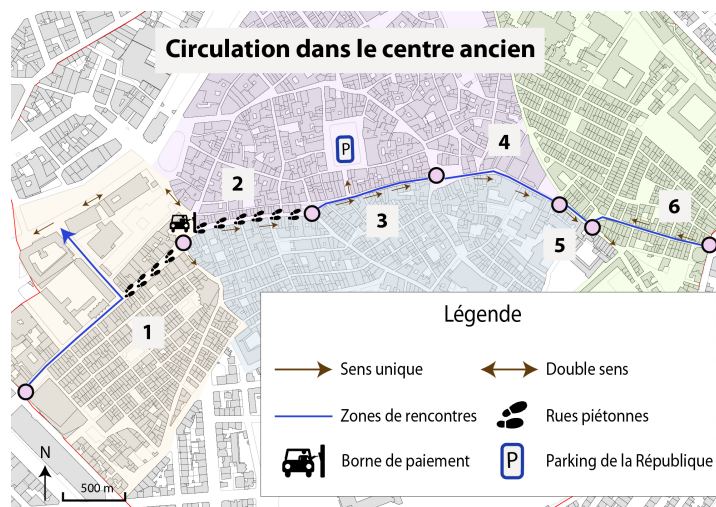 Circulation dans le centre ancien
P
4
2
6
3
5
1
Légende
Sens unique
Double sens
Zones de rencontres
Rues piétonnes
Borne de paiement
P
Parking de la République
N
500 m